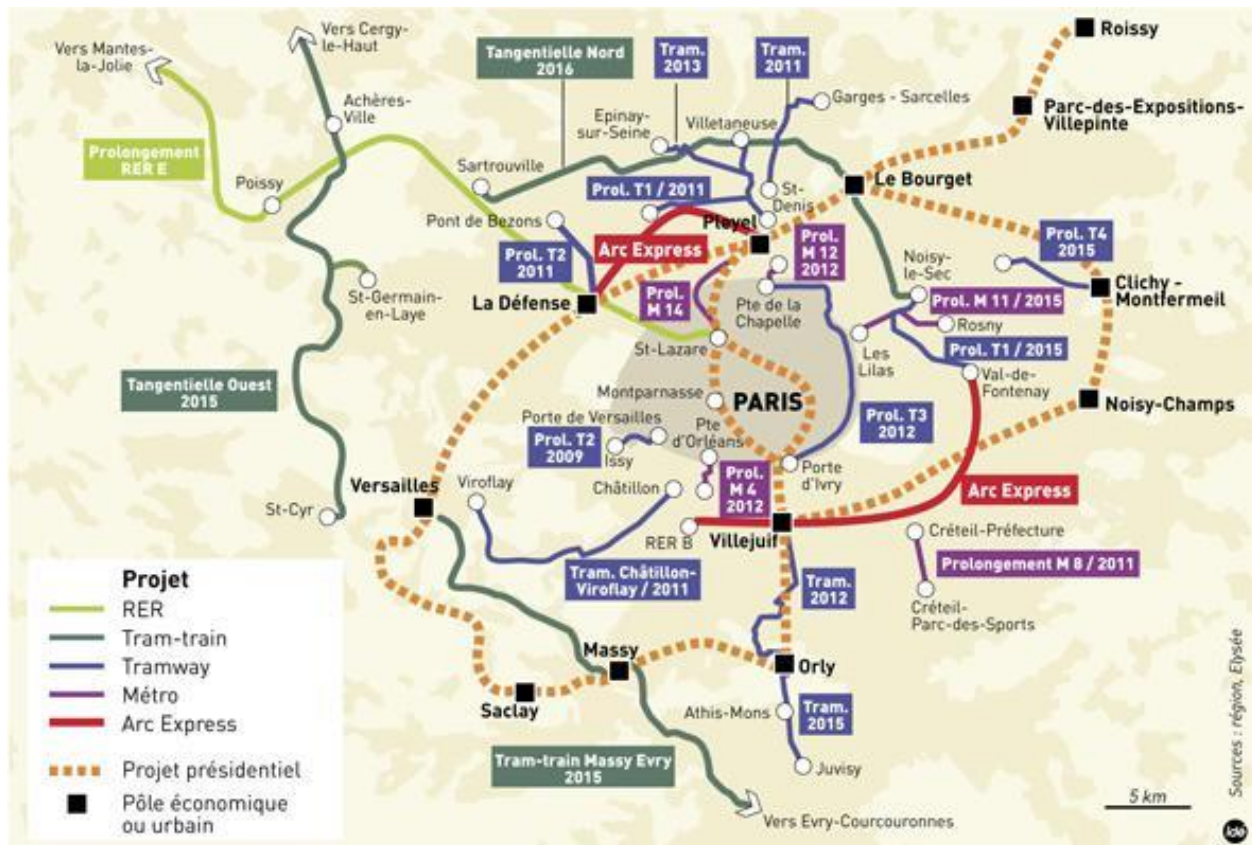 Vers Mantes-
la-Jolie
Vers Cergy-
le-Haut
Tangentielle Nord
2016
Tram.
2013
Tram.
2011
Roissy
Achères-
Ville
Epinay-
sur-Seine
Villetaneuse
Garges - Sarcelles
Parc-des-Expositions-
Villepinte
Prolongement
RER E
Poissy
Sartrouville
Prol. T1 / 2011
St-
Denis
Le Bourget
Pont de Bezons
Pleyel
Prol. T2
2011
Arc Express
Prol.
M 12
2012
Prol. T4
2015
Noisy-
le-Sec
St-Germain-
en-Laye
La Défense
Prol.
M 14
Pte de la
Chapelle
Prol. M 11 / 2015
Clichy -
Montfermeil
Rosny
St-Lazare
Les
Lilas
Prol. T1 / 2015
Val-de-
Fontenay
Tangentielle Ouest
2015
Montparnasse
PARIS
Noisy-Champs
Porte de Versailles
Prol. T2
2009
Issy
Pte
d'Orléans
Prol. T3
2012
Versailles
Viroflay
Châtillon
Prol.
M 4
2012
Porte
d'Ivry
Arc Express
St-Cyr
RER B
Villejuif
Créteil-Préfecture
Prolongement M 8 / 2011
Créteil-
Parc-des-Sports
Tram. Châtillon-
Viroflay / 2011
Tram.
2012
Massy
Orly
Saclay
Athis-Mons
Tram.
2015
Juvisy
Tram-train Massy Evry
2015
Vers Evry-Courcouronnes
Projet
RER
Tram-train
Tramway
Métro
Arc Express
Projet présidentiel
Pôle économique
ou urbain
5 km
Sources : région, Elysée
idé